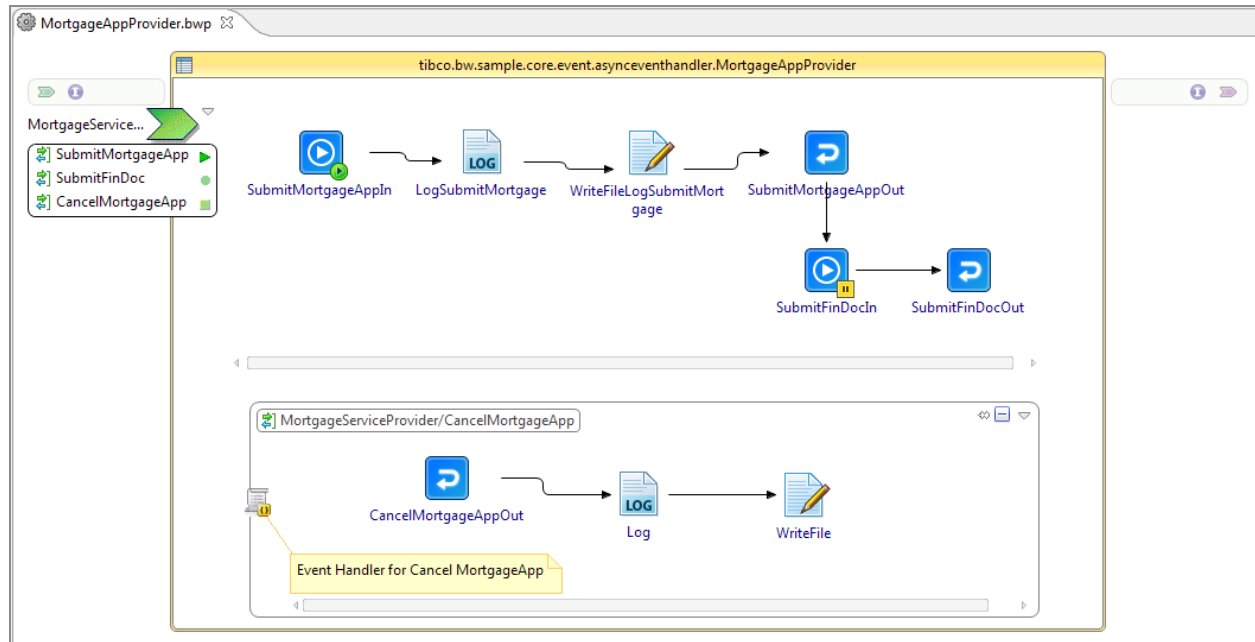 MortgageAppProvider.bwp
tibco.bw.sample.core.event.asynceventhandler.MortgageAppProvider
MortgageService...
SubmitMortgageApp
SubmitFinDoc
CancelMortgageApp
LOG
SubmitMortgageAppIn
LogSubmitMortgage
WriteFileLogSubmitMort
gage
SubmitMortgageAppOut
SubmitFinDocIn
SubmitFinDocOut
MortgageServiceProvider/CancelMortgageApp
LOG
CancelMortgageAppOut
Log
WriteFile
Event Handler for Cancel MortgageApp